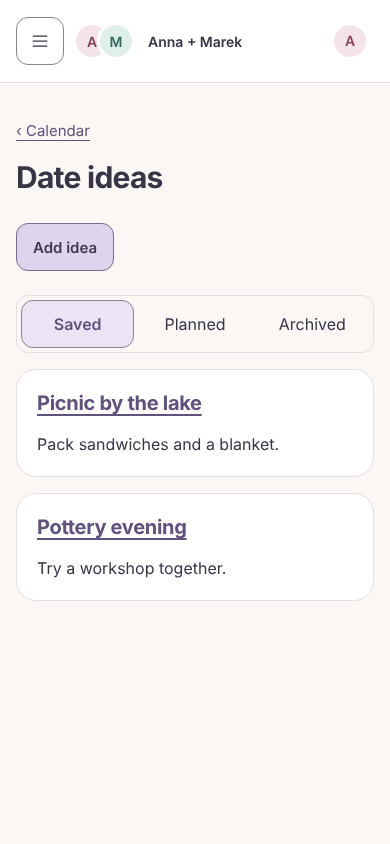 A M Anna + Marek A
‹ Calendar
Date ideas
Add idea
Saved Planned Archived
Picnic by the lake
Pack sandwiches and a blanket.
Pottery evening
Try a workshop together.